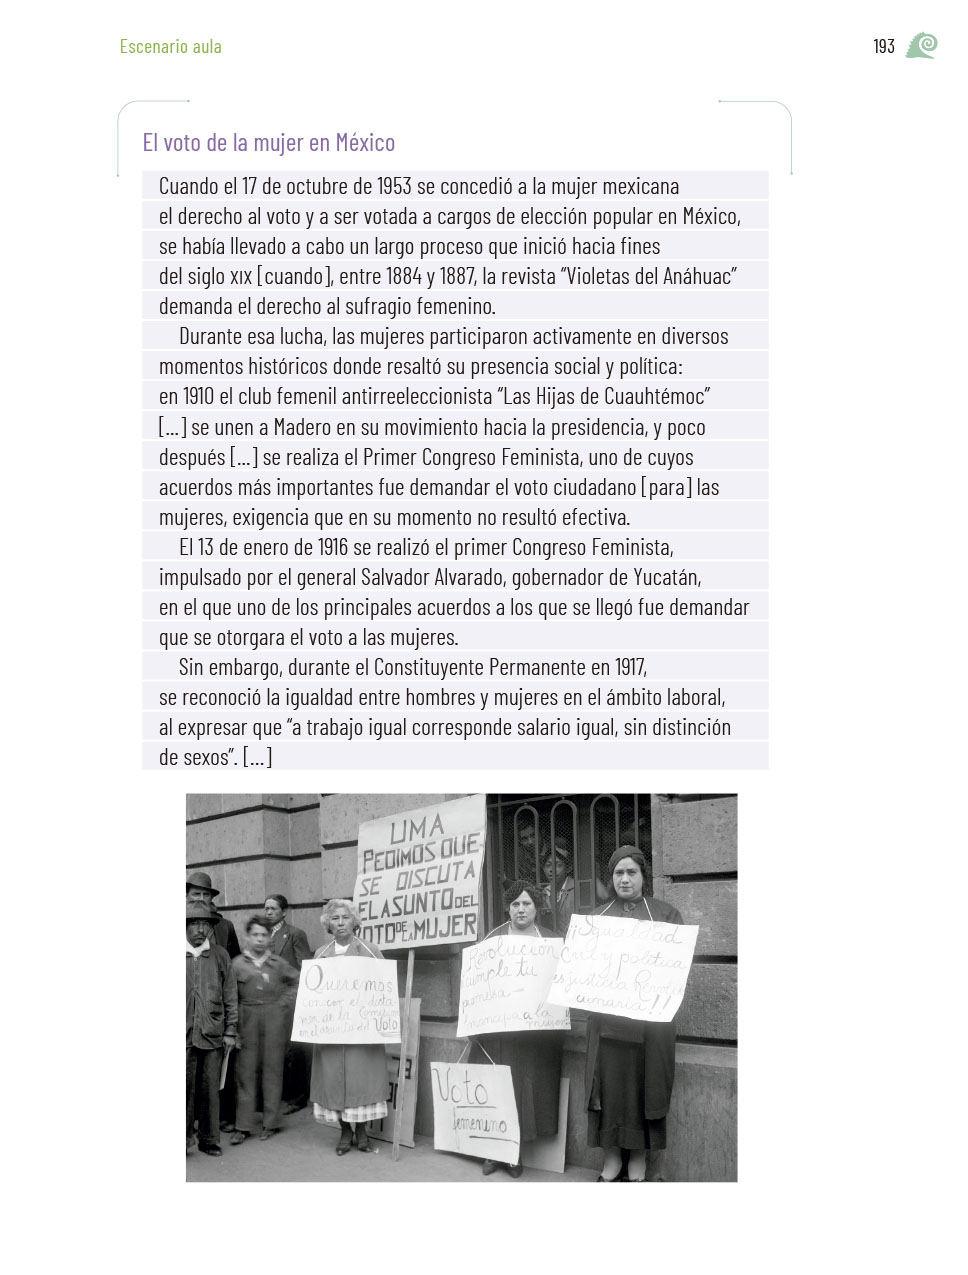 Escenario aula
193
El voto de la mujer en México
Cuando el 17 de octubre de 1953 se concedió a la mujer mexicana
el derecho al voto y a ser votada a cargos de elección popular en México,
se había llevado a cabo un largo proceso que inició hacia fines
del siglo XIX [cuando], entre 1884 y 1887, la revista “Violetas del Anáhuac”
demanda el derecho al sufragio femenino.
Durante esa lucha, las mujeres participaron activamente en diversos
momentos históricos donde resaltó su presencia social y política:
en 1910 el club femenil antirreeleccionista “Las Hijas de Cuauhtémoc”
[...] se unen a Madero en su movimiento hacia la presidencia, y poco
después [...] se realiza el Primer Congreso Feminista, uno de cuyos
acuerdos más importantes fue demandar el voto ciudadano [para] las
mujeres, exigencia que en su momento no resultó efectiva.
El 13 de enero de 1916 se realizó el primer Congreso Feminista,
impulsado por el general Salvador Alvarado, gobernador de Yucatán,
en el que uno de los principales acuerdos a los que se llegó fue demandar
que se otorgara el voto a las mujeres.
Sin embargo, durante el Constituyente Permanente en 1917,
se reconoció la igualdad entre hombres y mujeres en el ámbito laboral,
al expresar que “a trabajo igual corresponde salario igual, sin distinción
de sexos”. [...]
UMA
PEDIMOS QUE
SE DISCUTA
EL ASUNTO DEL
VOTO DE LA MUJER
Queremos
conocer el dicta-
men de la
en el asunto del Voto
Revolución
cumple tu
promesa—
a la
mujer
¡¡Igualdad
Civil y política
es justicia
cionaria!!
Voto
femenino